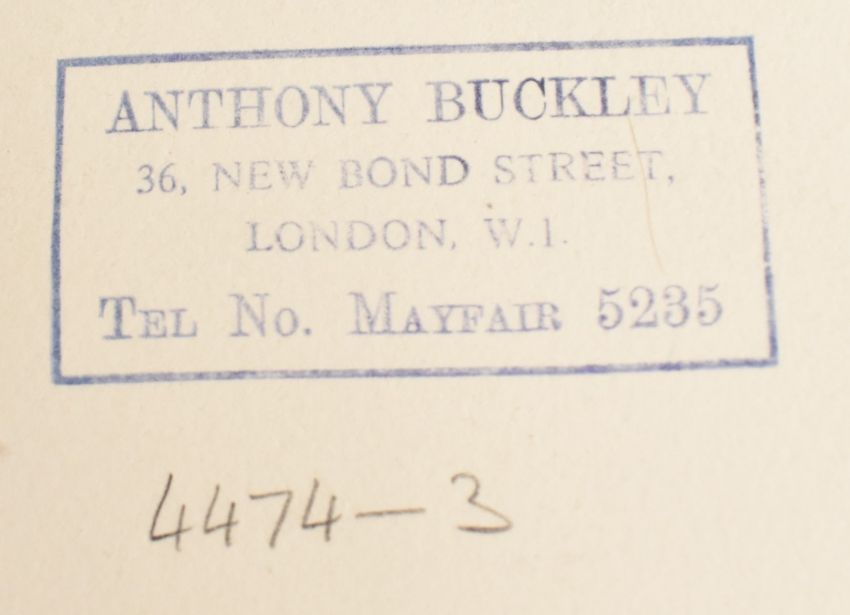 ANTHONY BUCKLEY
36, NEW BOND STREET,
LONDON, W.1.
TEL NO. MAYFAIR 5235
4474-3